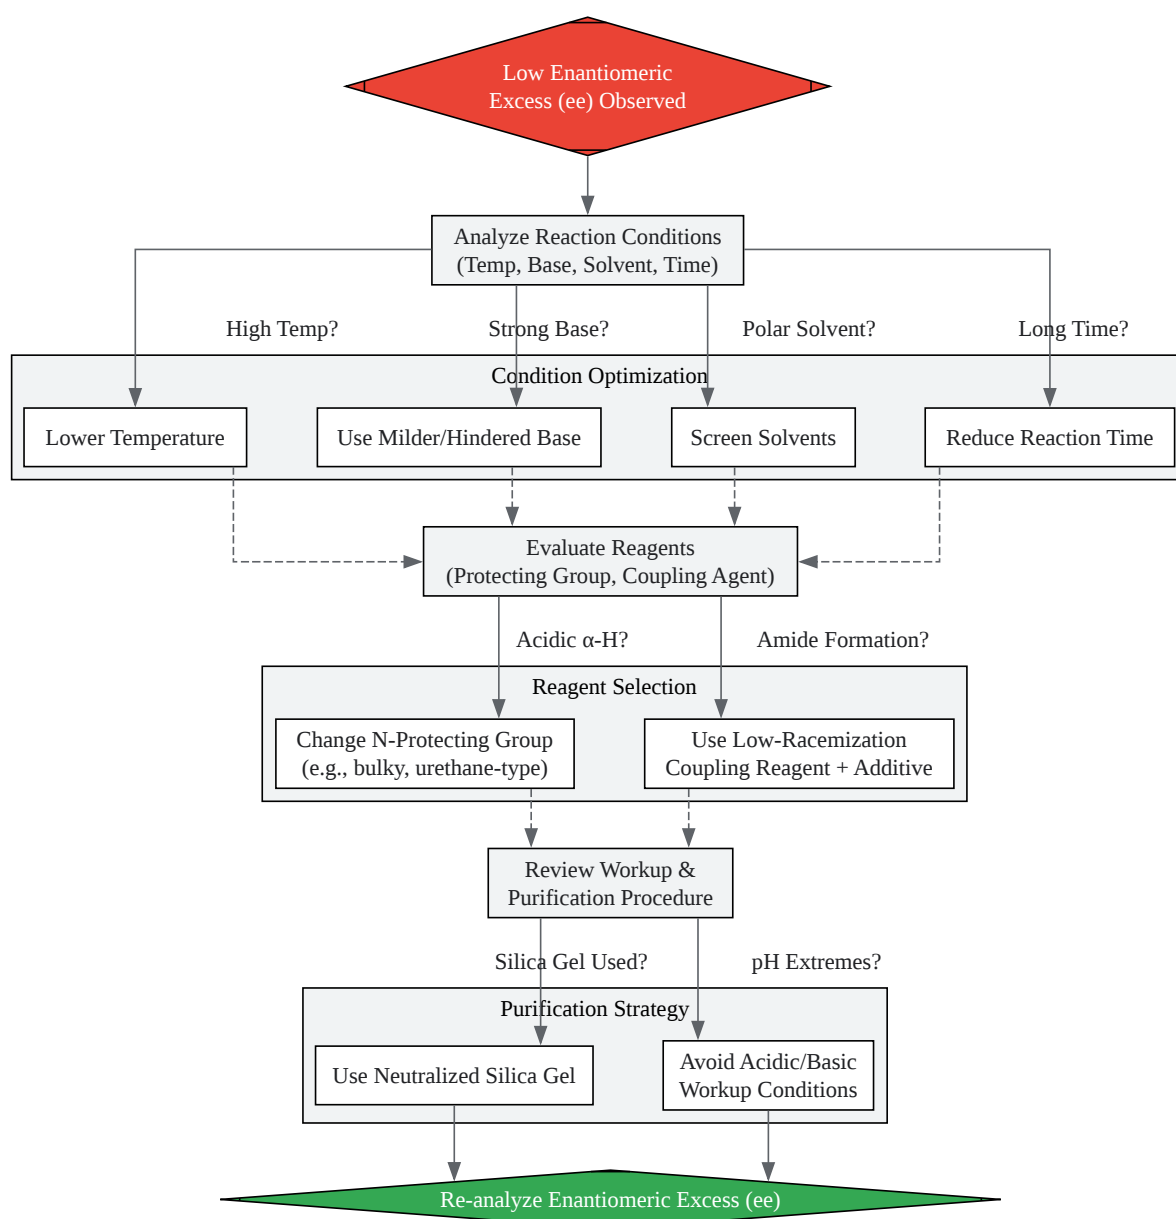 Low Enantiomeric
Excess (ee) Observed
Analyze Reaction Conditions
(Temp, Base, Solvent, Time)
High Temp?
Strong Base?
Polar Solvent?
Long Time?
Condition Optimization
Lower Temperature
Use Milder/Hindered Base
Screen Solvents
Reduce Reaction Time
Evaluate Reagents
(Protecting Group, Coupling Agent)
Acidic α-H?
Amide Formation?
Reagent Selection
Change N-Protecting Group
(e.g., bulky, urethane-type)
Use Low-Racemization
Coupling Reagent + Additive
Review Workup &
Purification Procedure
Silica Gel Used?
pH Extremes?
Purification Strategy
Use Neutralized Silica Gel
Avoid Acidic/Basic
Workup Conditions
Re-analyze Enantiomeric Excess (ee)